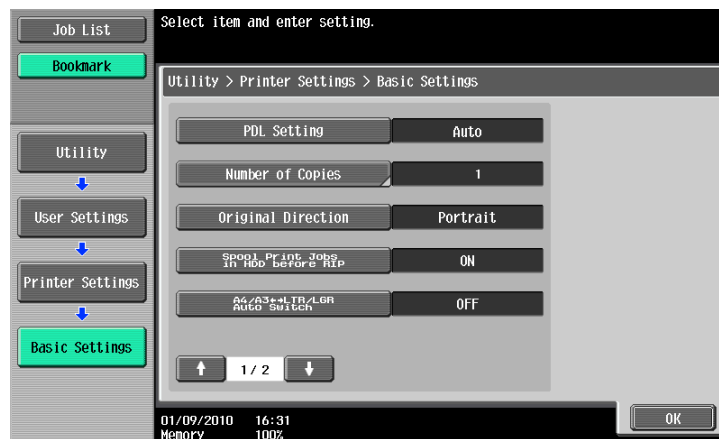 Job List
Bookmark
Utility
User Settings
Printer Settings
Basic Settings
Select item and enter setting.
Utility > Printer Settings > Basic Settings
PDL Setting
Auto
Number of Copies
1
Original Direction
Portrait
Spool Print Jobs
in HDD before RIP
ON
A4/A3↔LTR/LGR
Auto Switch
OFF
↑ 1/ 2 ↓
01/09/2010 16:31
Memory 100%
OK